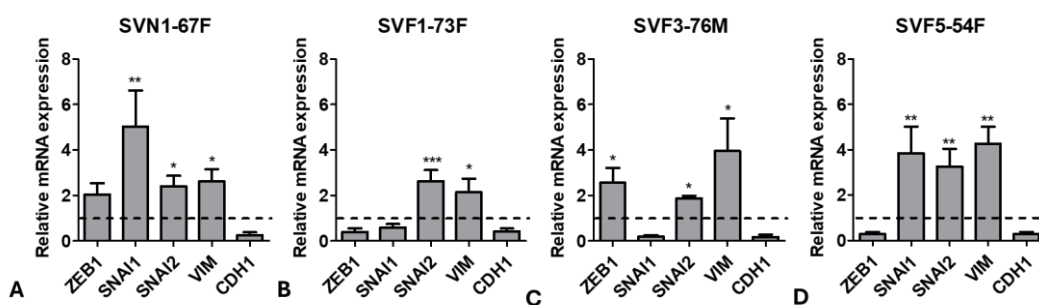 SVN1-67F
Relative mRNA expression
8
6
4
2
0
**
*
*
ZEB1
SNAI1
SNAI2
VIM
CDH1
A
SVF1-73F
Relative mRNA expression
8
6
4
2
0
***
*
ZEB1
SNAI1
SNAI2
VIM
CDH1
B
SVF3-76M
Relative mRNA expression
8
6
4
2
0
*
*
*
ZEB1
SNAI1
SNAI2
VIM
CDH1
C
SVF5-54F
Relative mRNA expression
8
6
4
2
0
**
**
**
ZEB1
SNAI1
SNAI2
VIM
CDH1
D